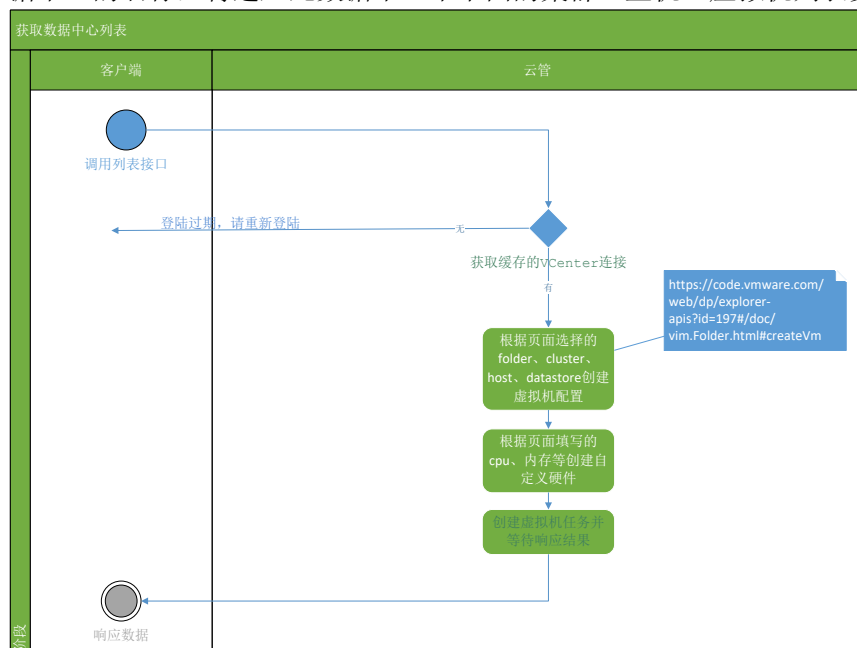 获取数据中心列表
客户端
云管
调用列表接口
登陆过期，请重新登陆
无
获取缓存的VCenter连接
有
https://code.vmware.com/
web/dp/explorer-
apis?id=197#/doc/
vim.Folder.html#createVm
根据页面选择的
folder、cluster、
host、datastore创建
虚拟机配置
根据页面填写的
cpu、内存等创建自
定义硬件
创建虚拟机任务并
等待响应结果
响应数据
阶段